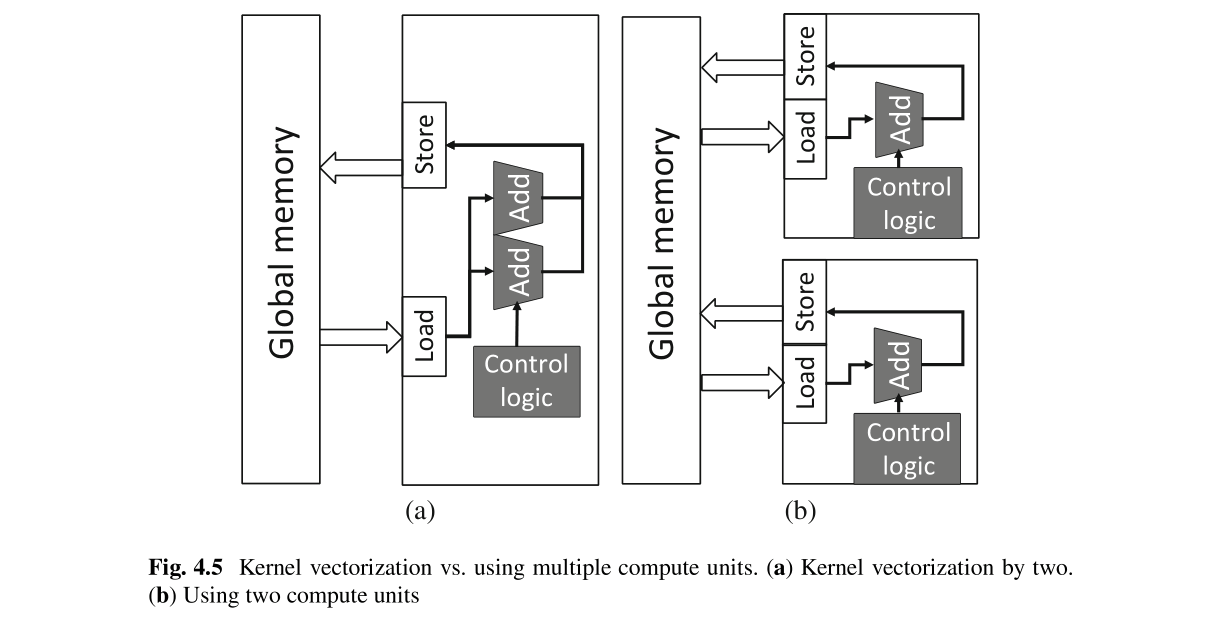 Global memory
Store
Load
Add
Add
Control
logic
(a)
Global memory
Store
Load
Add
Control
logic
Store
Load
Add
Control
logic
(b)
Fig. 4.5 Kernel vectorization vs. using multiple compute units. (a) Kernel vectorization by two.
(b) Using two compute units